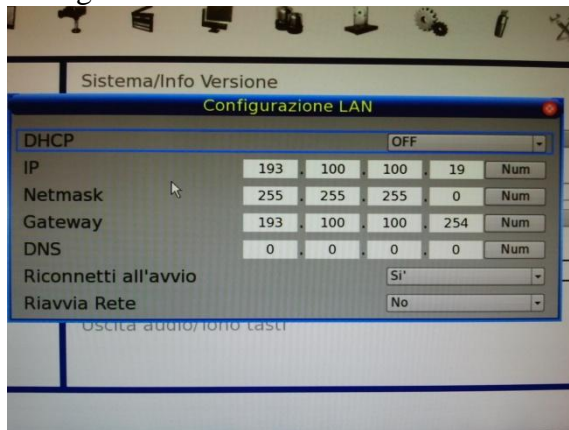 Sistema/Info Versione
Configurazione LAN
DHCP OFF
IP 193 . 100 . 100 . 19 Num
Netmask 255 . 255 . 255 . 0 Num
Gateway 193 . 100 . 100 . 254 Num
DNS 0 . 0 . 0 . 0 Num
Riconnetti all'avvio Si'
Riavvia Rete No
Uscita audio/Tono tasti